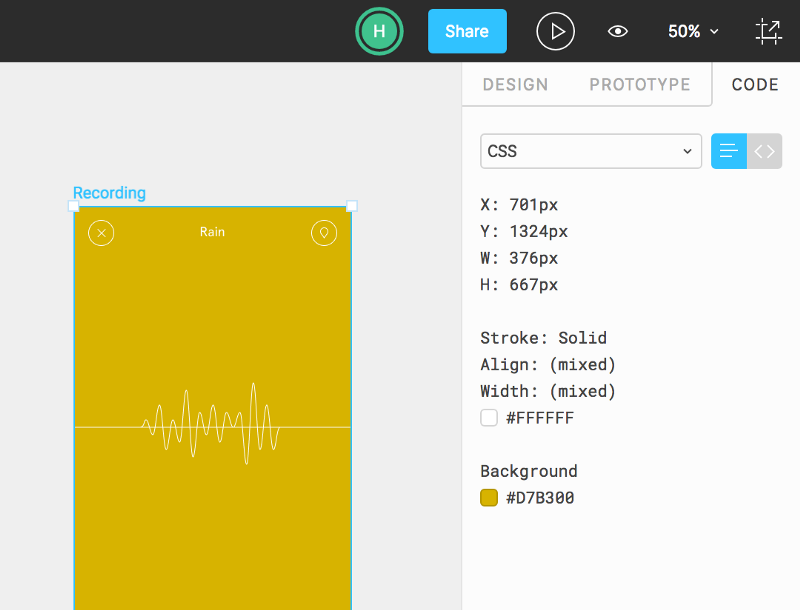 H
Share
50%
DESIGN
PROTOTYPE
CODE
CSS
Recording
Rain
X: 701px
Y: 1324px
W: 376px
H: 667px
Stroke: Solid
Align: (mixed)
Width: (mixed)
#FFFFFF
Background
#D7B300